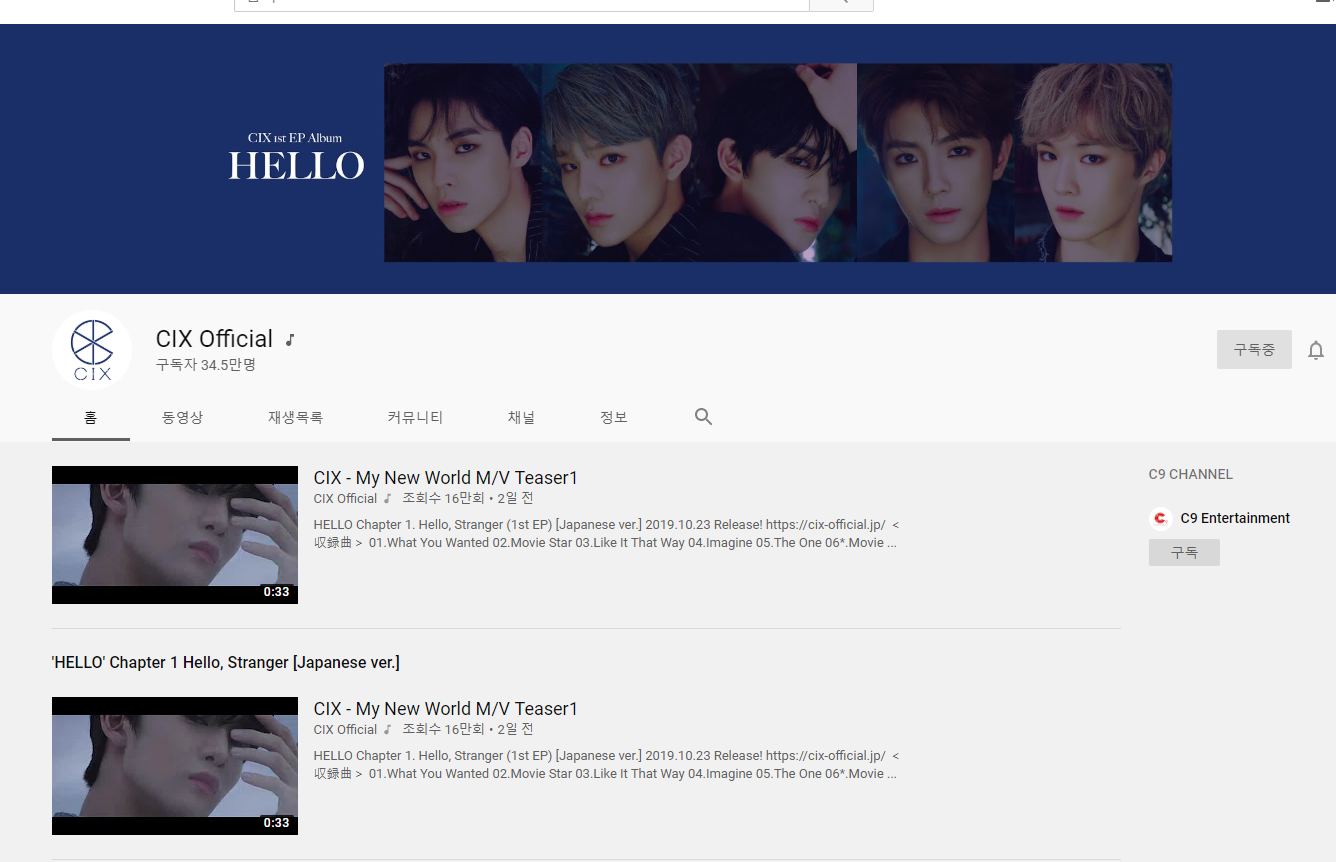 CIX 1st EP Album
HELLO
CIX
CIX Official
구독자 34.5만명
구독중
홈 동영상 재생목록 커뮤니티 채널 정보
CIX - My New World M/V Teaser1
CIX Official 조회수 16만회 • 2일 전
HELLO Chapter 1. Hello, Stranger (1st EP) [Japanese ver.] 2019.10.23 Release! https://cix-official.jp/ <
収録曲 > 01.What You Wanted 02.Movie Star 03.Like It That Way 04.Imagine 05.The One 06*.Movie ...
0:33
C9 CHANNEL
C9 Entertainment
구독
'HELLO' Chapter 1 Hello, Stranger [Japanese ver.]
CIX - My New World M/V Teaser1
CIX Official 조회수 16만회 • 2일 전
HELLO Chapter 1. Hello, Stranger (1st EP) [Japanese ver.] 2019.10.23 Release! https://cix-official.jp/ <
収録曲 > 01.What You Wanted 02.Movie Star 03.Like It That Way 04.Imagine 05.The One 06*.Movie ...
0:33